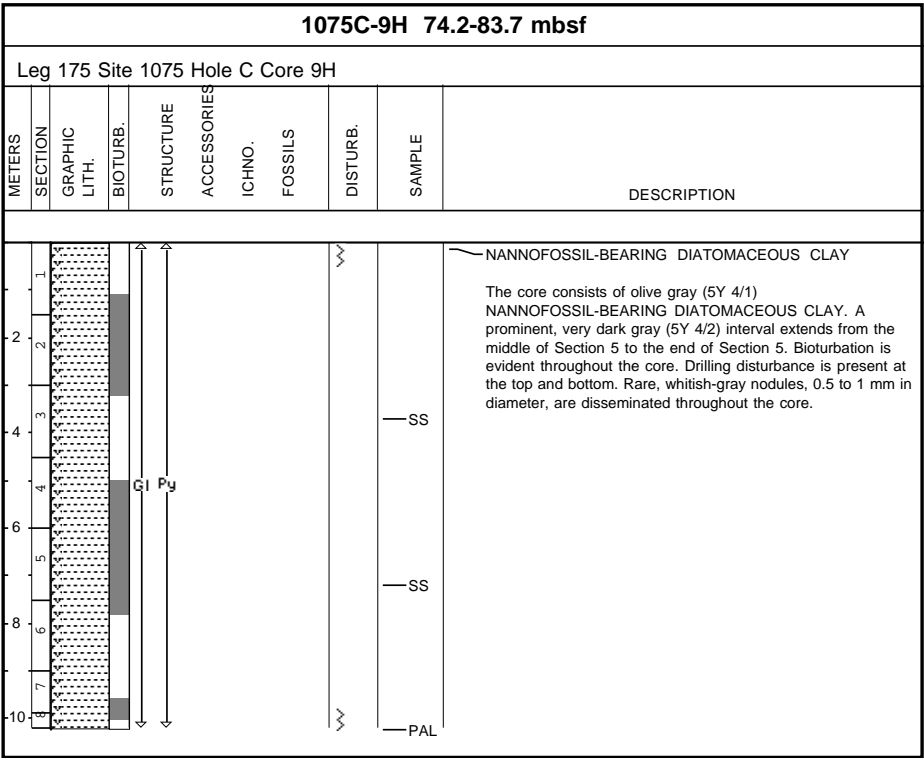 1075C-9H 74.2-83.7 mbsf
Leg 175 Site 1075 Hole C Core 9H
METERS
SECTION
GRAPHIC
LITH.
BIOTURB.
STRUCTURE
ACCESSORIES
ICHNO.
FOSSILS
DISTURB.
SAMPLE
DESCRIPTION
NANNOFOSSIL-BEARING DIATOMACEOUS CLAY
The core consists of olive gray (5Y 4/1)
NANNOFOSSIL-BEARING DIATOMACEOUS CLAY. A
prominent, very dark gray (5Y 4/2) interval extends from the
middle of Section 5 to the end of Section 5. Bioturbation is
evident throughout the core. Drilling disturbance is present at
the top and bottom. Rare, whitish-gray nodules, 0.5 to 1 mm in
diameter, are disseminated throughout the core.
1
2
2
3
4
SS
4
Gl Py
6
5
SS
8
6
7
10
8
PAL